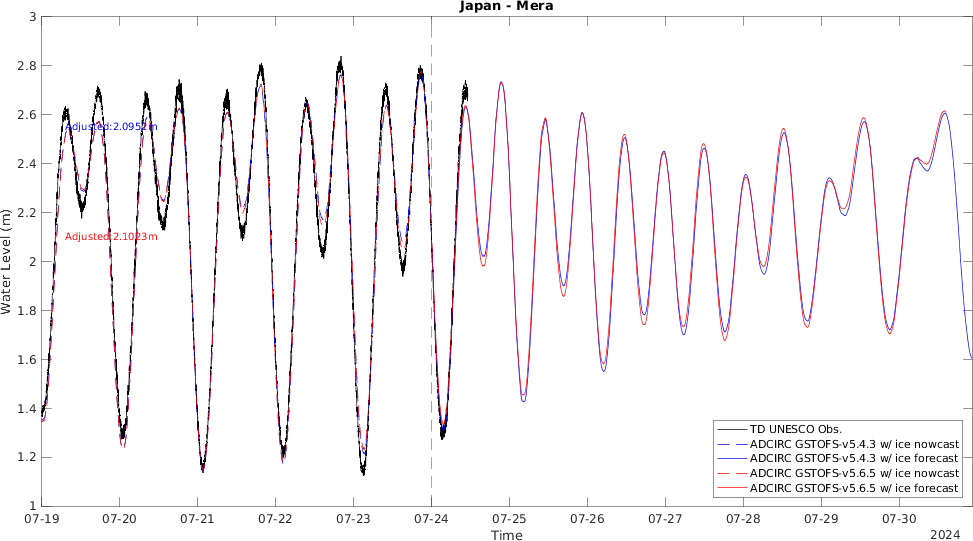 Japan - Mera
3
2.8
2.6
2.4
2.2
2
1.8
1.6
1.4
1.2
1
Water Level (m)
Adjusted:2.0952m
Adjusted:2.1023m
TD UNESCO Obs.
ADCIRC GSTOFS-v5.4.3 w/ ice nowcast
ADCIRC GSTOFS-v5.4.3 w/ ice forecast
ADCIRC GSTOFS-v5.6.5 w/ ice nowcast
ADCIRC GSTOFS-v5.6.5 w/ ice forecast
07-19 07-20 07-21 07-22 07-23 07-24 07-25 07-26 07-27 07-28 07-29 07-30
Time
2024